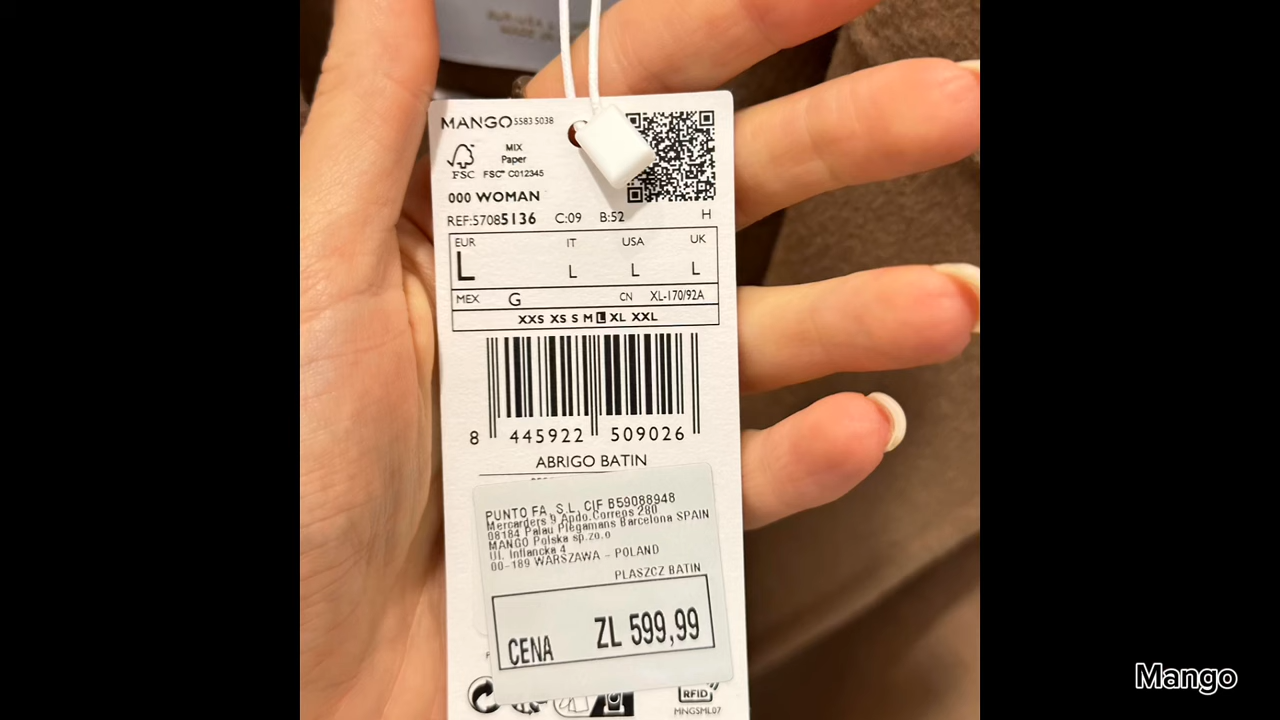 MANGO 5583 5038
MIX
Paper
FSC FSC™ C012345
000 WOMAN
REF:57085136 C:09 B:52 H
EUR IT USA UK
L L L L
MEX G CN XL-170/92A
XXS XS S M L XL XXL
8 445922 509026
ABRIGO BATIN
PUNTO FA, S.L. CIF B59088948
Mercarders 9 Apdo.Correos 280
08184 Palau Plegamans Barcelona SPAIN
MANGO Polska sp.zo.o
Ul. Inflancka 4
00-189 WARSZAWA - POLAND
PLASZCZ BATIN
CENA ZL 599,99
RFID
MNGSML07
Mango